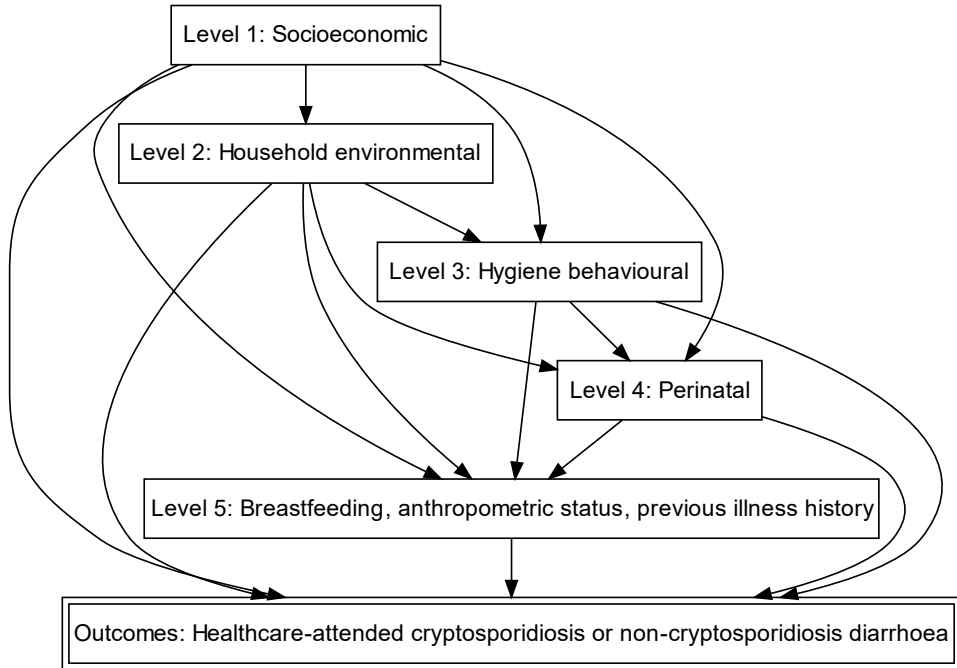 Level 1: Socioeconomic
Level 2: Household environmental
Level 3: Hygiene behavioural
Level 4: Perinatal
Level 5: Breastfeeding, anthropometric status, previous illness history
Outcomes: Healthcare-attended cryptosporidiosis or non-cryptosporidiosis diarrhoea